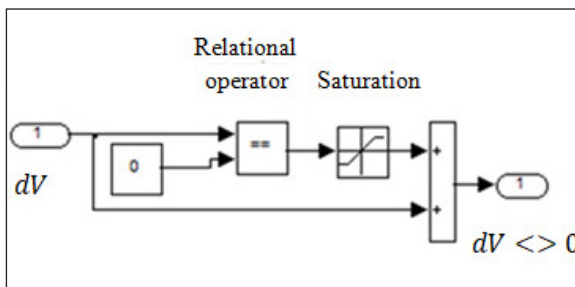 Relational
operator
Saturation
1
dV
0
==
+
+
1
dV <> 0